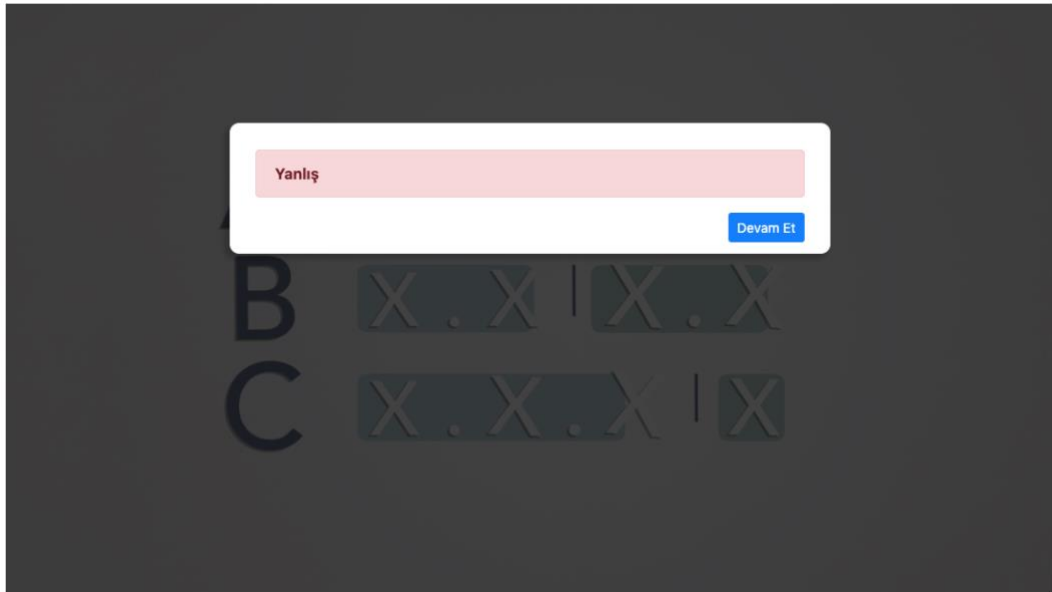 Yanlış
Devam Et
B X . X | X . X
C X . X . X | X